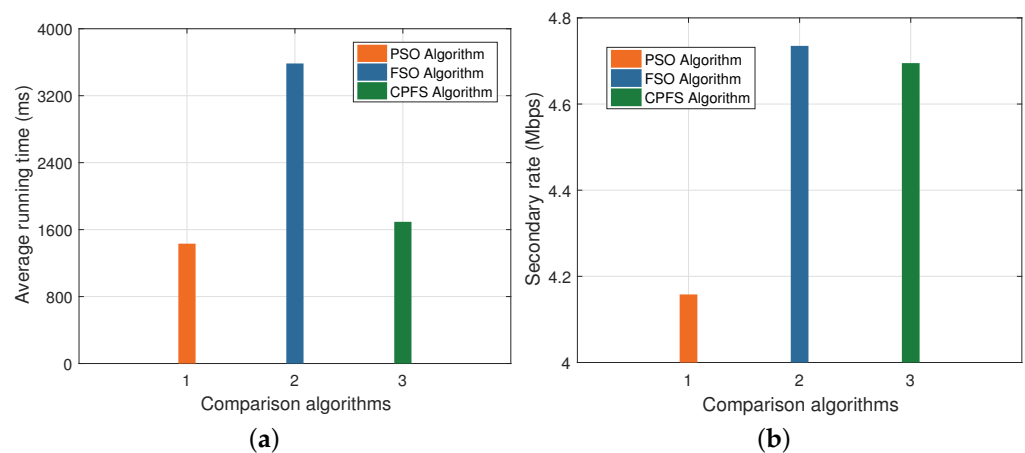 4000
3200
2400
1600
800
0
Average running time (ms)
PSO Algorithm
FSO Algorithm
CPFS Algorithm
1 2 3
Comparison algorithms
(a)
4.8
4.6
4.4
4.2
4
Secondary rate (Mbps)
PSO Algorithm
FSO Algorithm
CPFS Algorithm
1 2 3
Comparison algorithms
(b)